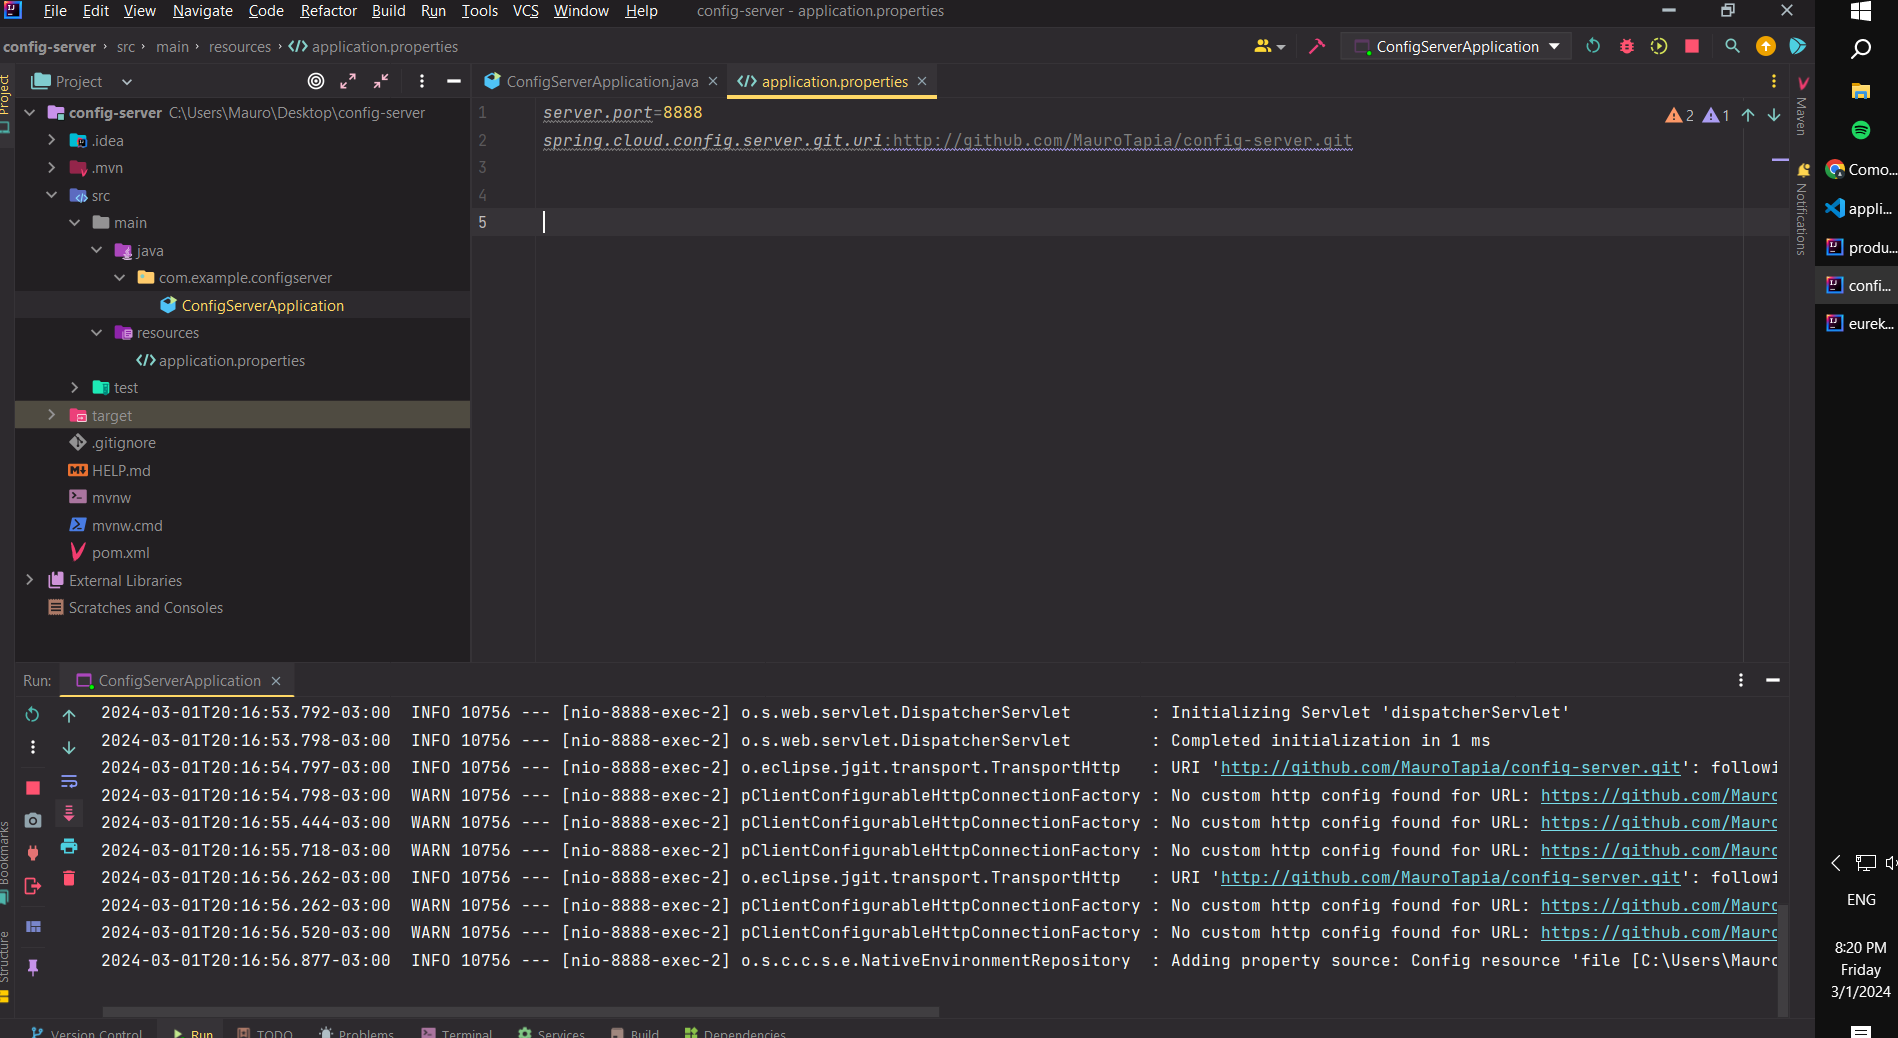 File Edit View Navigate Code Refactor Build Run Tools VCS Window Help config-server - application.properties
config-server › src › main › resources › application.properties ConfigServerApplication
Project
ConfigServerApplication.java
application.properties
Project
config-server C:\Users\Mauro\Desktop\config-server
.idea
.mvn
src
main
java
com.example.configserver
ConfigServerApplication
resources
application.properties
test
target
.gitignore
HELP.md
mvnw
mvnw.cmd
pom.xml
External Libraries
Scratches and Consoles
1 server.port=8888
2 spring.cloud.config.server.git.uri:http://github.com/MauroTapia/config-server.git
3
4
5
2 1
Maven
Notifications
Como...
appli...
produ...
confi...
eurek...
Run: ConfigServerApplication
2024-03-01T20:16:53.792-03:00 INFO 10756 --- [nio-8888-exec-2] o.s.web.servlet.DispatcherServlet : Initializing Servlet 'dispatcherServlet'
2024-03-01T20:16:53.798-03:00 INFO 10756 --- [nio-8888-exec-2] o.s.web.servlet.DispatcherServlet : Completed initialization in 1 ms
2024-03-01T20:16:54.797-03:00 INFO 10756 --- [nio-8888-exec-2] o.eclipse.jgit.transport.TransportHttp : URI 'http://github.com/MauroTapia/config-server.git': followi
2024-03-01T20:16:54.798-03:00 WARN 10756 --- [nio-8888-exec-2] pClientConfigurableHttpConnectionFactory : No custom http config found for URL: https://github.com/Mauro
2024-03-01T20:16:55.444-03:00 WARN 10756 --- [nio-8888-exec-2] pClientConfigurableHttpConnectionFactory : No custom http config found for URL: https://github.com/Mauro
2024-03-01T20:16:55.718-03:00 WARN 10756 --- [nio-8888-exec-2] pClientConfigurableHttpConnectionFactory : No custom http config found for URL: https://github.com/Mauro
2024-03-01T20:16:56.262-03:00 INFO 10756 --- [nio-8888-exec-2] o.eclipse.jgit.transport.TransportHttp : URI 'http://github.com/MauroTapia/config-server.git': followi
2024-03-01T20:16:56.262-03:00 WARN 10756 --- [nio-8888-exec-2] pClientConfigurableHttpConnectionFactory : No custom http config found for URL: https://github.com/Mauro
2024-03-01T20:16:56.520-03:00 WARN 10756 --- [nio-8888-exec-2] pClientConfigurableHttpConnectionFactory : No custom http config found for URL: https://github.com/Mauro
2024-03-01T20:16:56.877-03:00 INFO 10756 --- [nio-8888-exec-2] o.s.c.c.s.e.NativeEnvironmentRepository : Adding property source: Config resource 'file [C:\Users\Mauro
Bookmarks
Structure
Version Control Run TODO Problems Terminal Services Build Dependencies
ENG
8:20 PM
Friday
3/1/2024